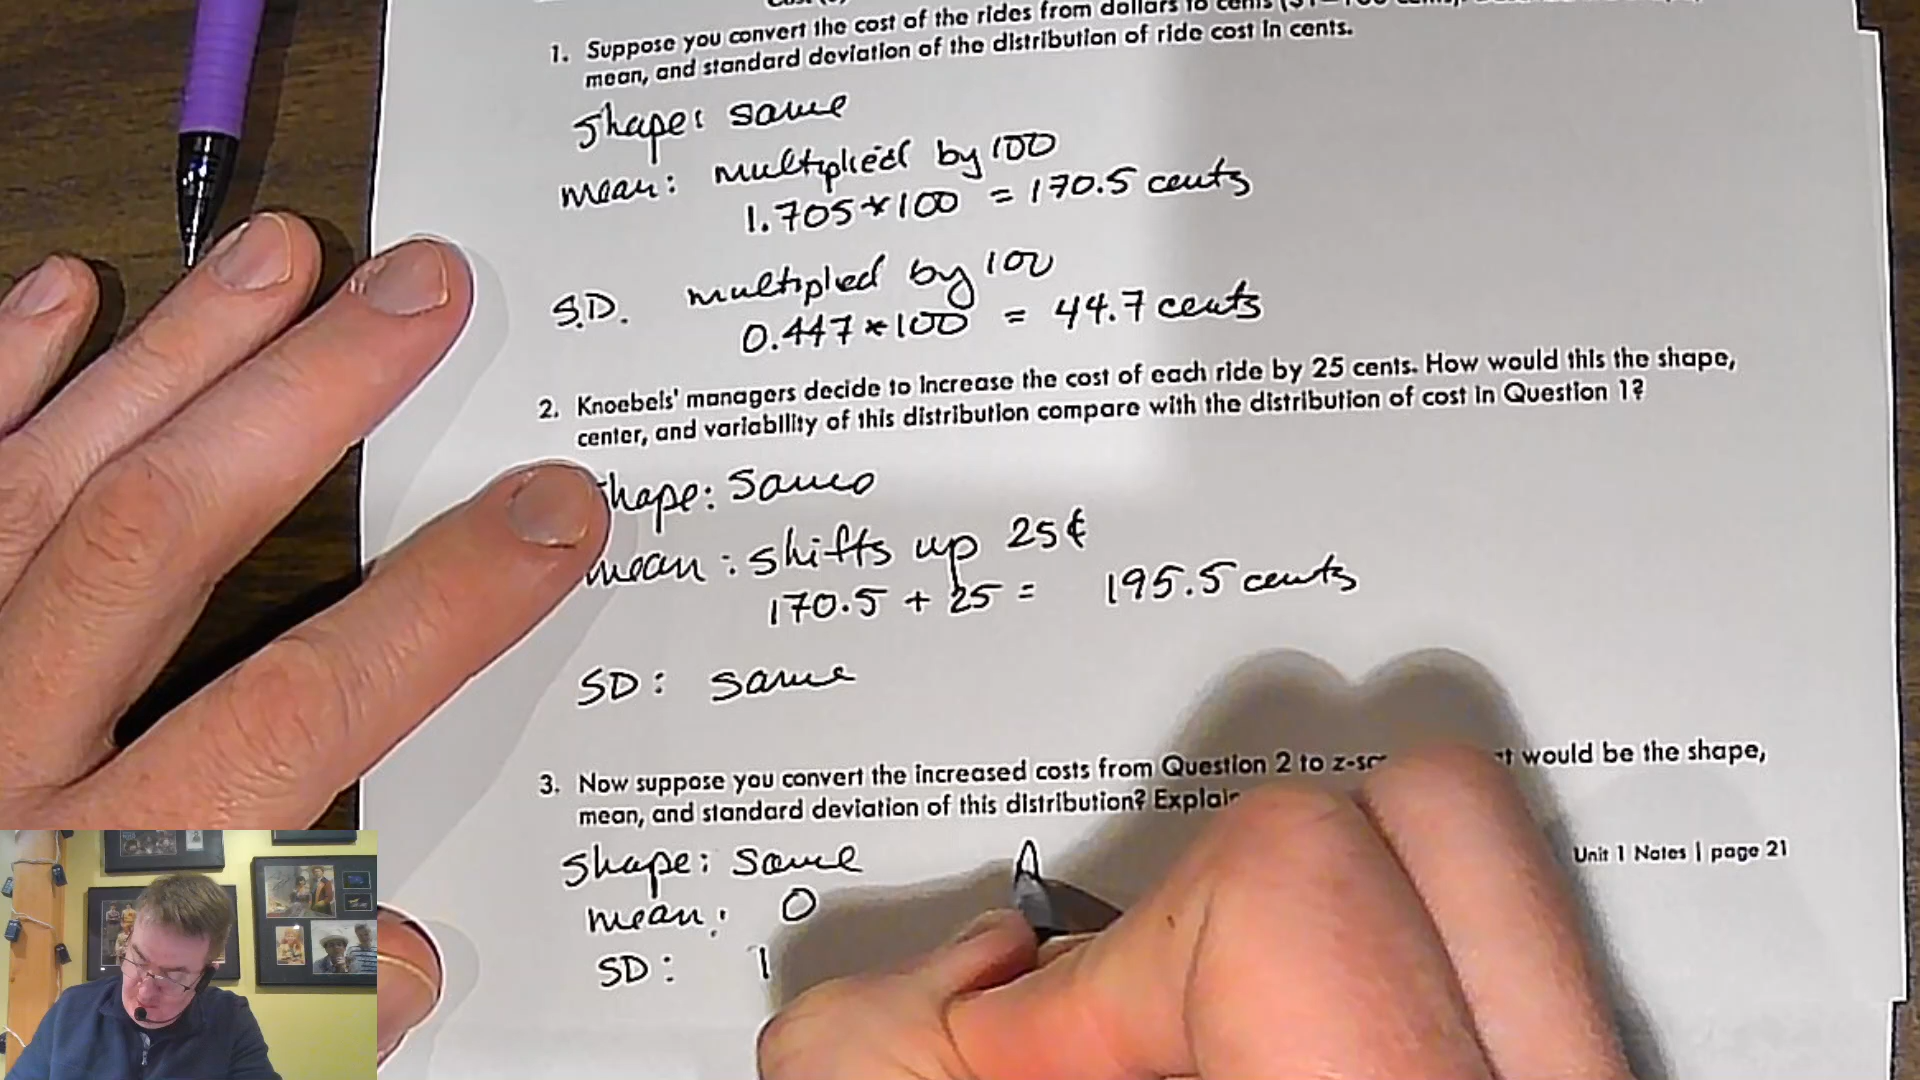 1. Suppose you convert the cost of the rides from dollars to cents
mean, and standard deviation of the distribution of ride cost in cents.
Shape: same
mean: multiplied by 100
1.705*100 = 170.5 cents
S.D. multiplied by 100
0.447*100 = 44.7 cents
2. Knoebels' managers decide to increase the cost of each ride by 25 cents. How would this the shape,
center, and variability of this distribution compare with the distribution of cost in Question 1?
shape: same
mean: shifts up 25¢
170.5 + 25 = 195.5 cents
SD: same
3. Now suppose you convert the increased costs from Question 2 to would be the shape,
mean, and standard deviation of this distribution?
Unit 1 Notes | page 21
Shape: same
mean: 0
SD: 1